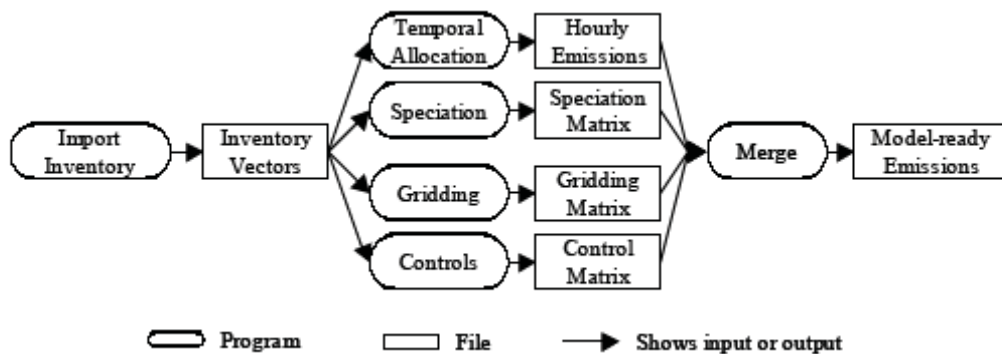 Temporal
Allocation
Hourly
Emissions
Speciation
Speciation
Matrix
Import
Inventory
Inventory
Vectors
Merge
Model-ready
Emissions
Gridding
Gridding
Matrix
Controls
Control
Matrix
Program
File
Shows input or output